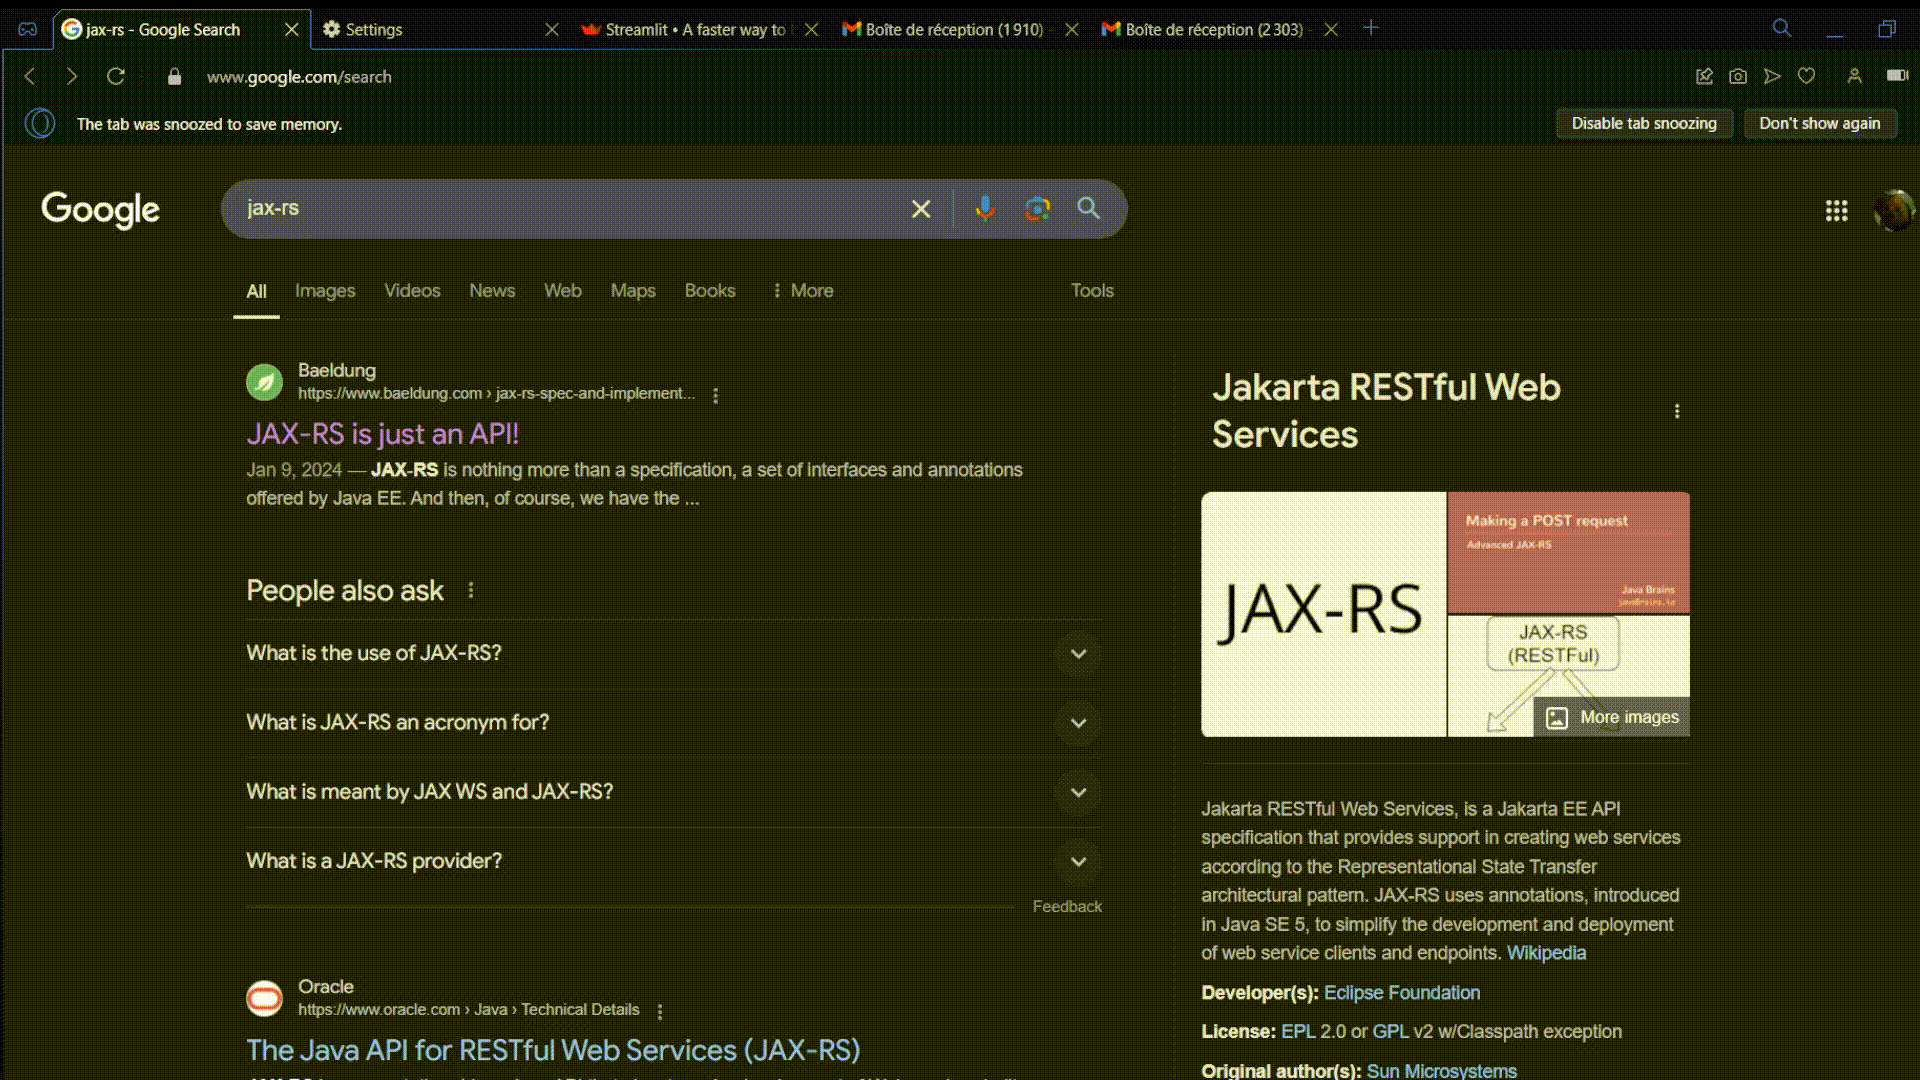 jax-rs - Google Search
Settings
Streamlit • A faster way to
Boîte de réception (1 910) -
Boîte de réception (2 303) -
www.google.com/search
The tab was snoozed to save memory.
Disable tab snoozing
Don't show again
Google
jax-rs
All
Images
Videos
News
Web
Maps
Books
More
Tools
Baeldung
https://www.baeldung.com › jax-rs-spec-and-implement...
JAX-RS is just an API!
Jan 9, 2024 — JAX-RS is nothing more than a specification, a set of interfaces and annotations
offered by Java EE. And then, of course, we have the ...
People also ask
What is the use of JAX-RS?
What is JAX-RS an acronym for?
What is meant by JAX WS and JAX-RS?
What is a JAX-RS provider?
Feedback
Oracle
https://www.oracle.com › Java › Technical Details
The Java API for RESTful Web Services (JAX-RS)
Jakarta RESTful Web
Services
JAX-RS
Making a POST request
Advanced JAX-RS
Java Brains
javaBrains.io
JAX-RS
(RESTFul)
More images
Jakarta RESTful Web Services, is a Jakarta EE API
specification that provides support in creating web services
according to the Representational State Transfer
architectural pattern. JAX-RS uses annotations, introduced
in Java SE 5, to simplify the development and deployment
of web service clients and endpoints. Wikipedia
Developer(s): Eclipse Foundation
License: EPL 2.0 or GPL v2 w/Classpath exception
Original author(s): Sun Microsystems